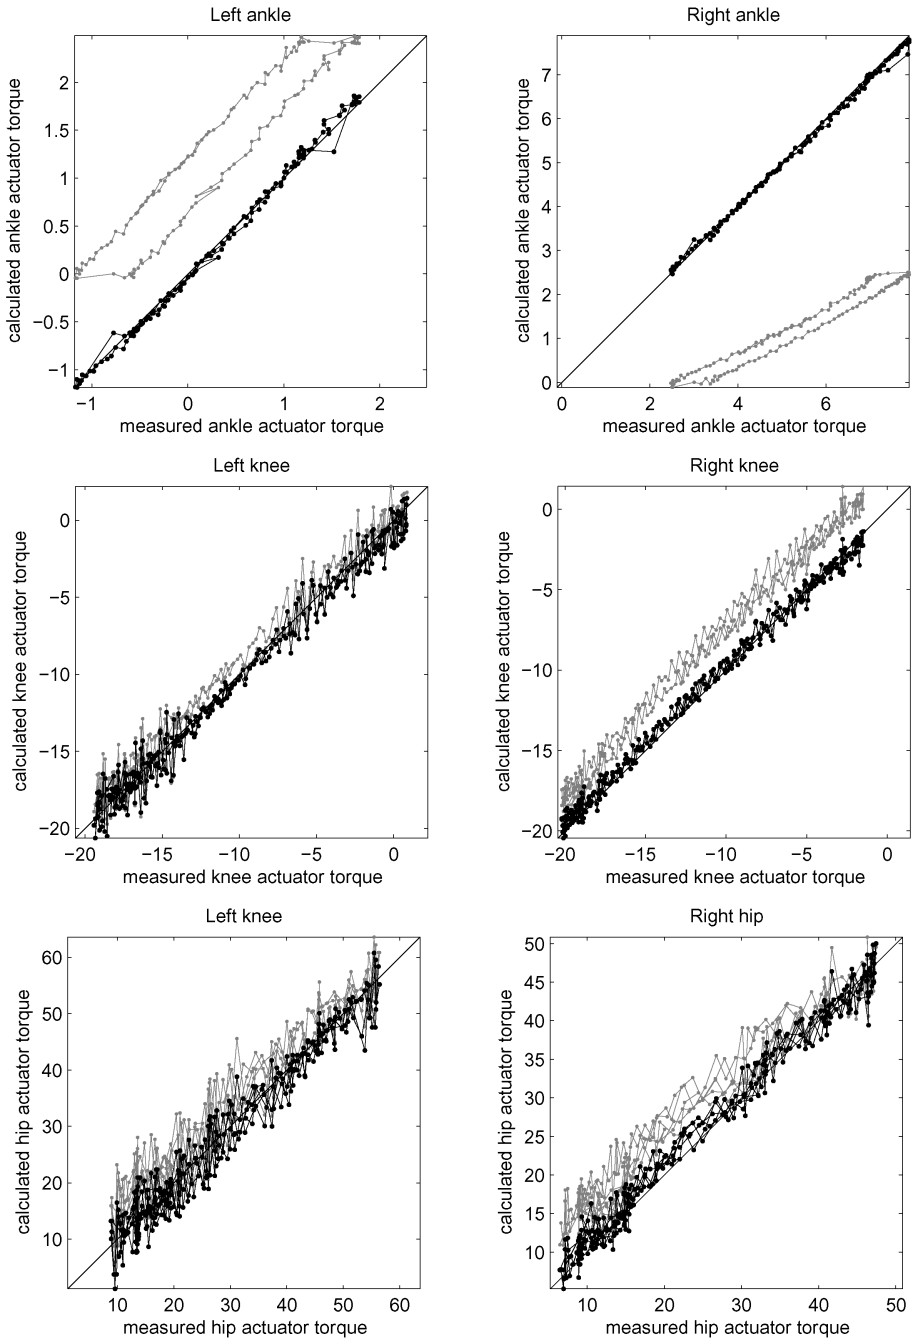 Left ankle
calculated ankle actuator torque
2
1.5
1
0.5
0
−0.5
−1
−1 0 1 2
measured ankle actuator torque
Right ankle
calculated ankle actuator torque
7
6
5
4
3
2
1
0
0 2 4 6
measured ankle actuator torque
Left knee
calculated knee actuator torque
0
−5
−10
−15
−20
−20 −15 −10 −5 0
measured knee actuator torque
Right knee
calculated knee actuator torque
0
−5
−10
−15
−20
−20 −15 −10 −5 0
measured knee actuator torque
Left knee
calculated hip actuator torque
60
50
40
30
20
10
10 20 30 40 50 60
measured hip actuator torque
Right hip
calculated hip actuator torque
50
45
40
35
30
25
20
15
10
10 20 30 40 50
measured hip actuator torque